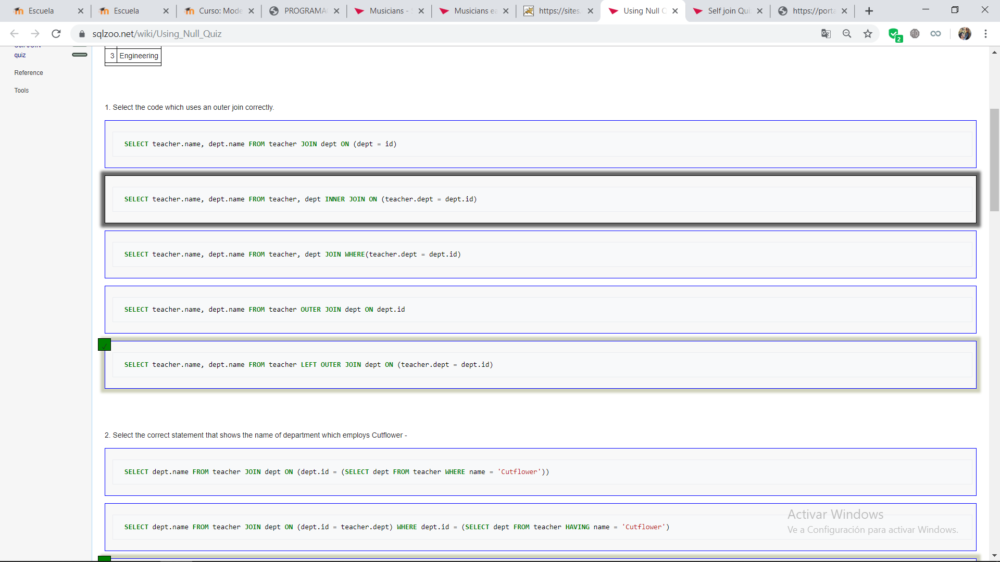 Escuela
Escuela
Curso: Mode
PROGRAMA
Musicians -
Musicians ea
https://sites.
Using Null Q
Self join Qui
https://porta
sqlzoo.net/wiki/Using_Null_Quiz
2
Self JOIN
quiz
Reference
Tools
3 Engineering
1. Select the code which uses an outer join correctly.
SELECT teacher.name, dept.name FROM teacher JOIN dept ON (dept = id)
SELECT teacher.name, dept.name FROM teacher, dept INNER JOIN ON (teacher.dept = dept.id)
SELECT teacher.name, dept.name FROM teacher, dept JOIN WHERE(teacher.dept = dept.id)
SELECT teacher.name, dept.name FROM teacher OUTER JOIN dept ON dept.id
SELECT teacher.name, dept.name FROM teacher LEFT OUTER JOIN dept ON (teacher.dept = dept.id)
2. Select the correct statement that shows the name of department which employs Cutflower -
SELECT dept.name FROM teacher JOIN dept ON (dept.id = (SELECT dept FROM teacher WHERE name = 'Cutflower'))
SELECT dept.name FROM teacher JOIN dept ON (dept.id = teacher.dept) WHERE dept.id = (SELECT dept FROM teacher HAVING name = 'Cutflower')
Activar Windows
Ve a Configuración para activar Windows.